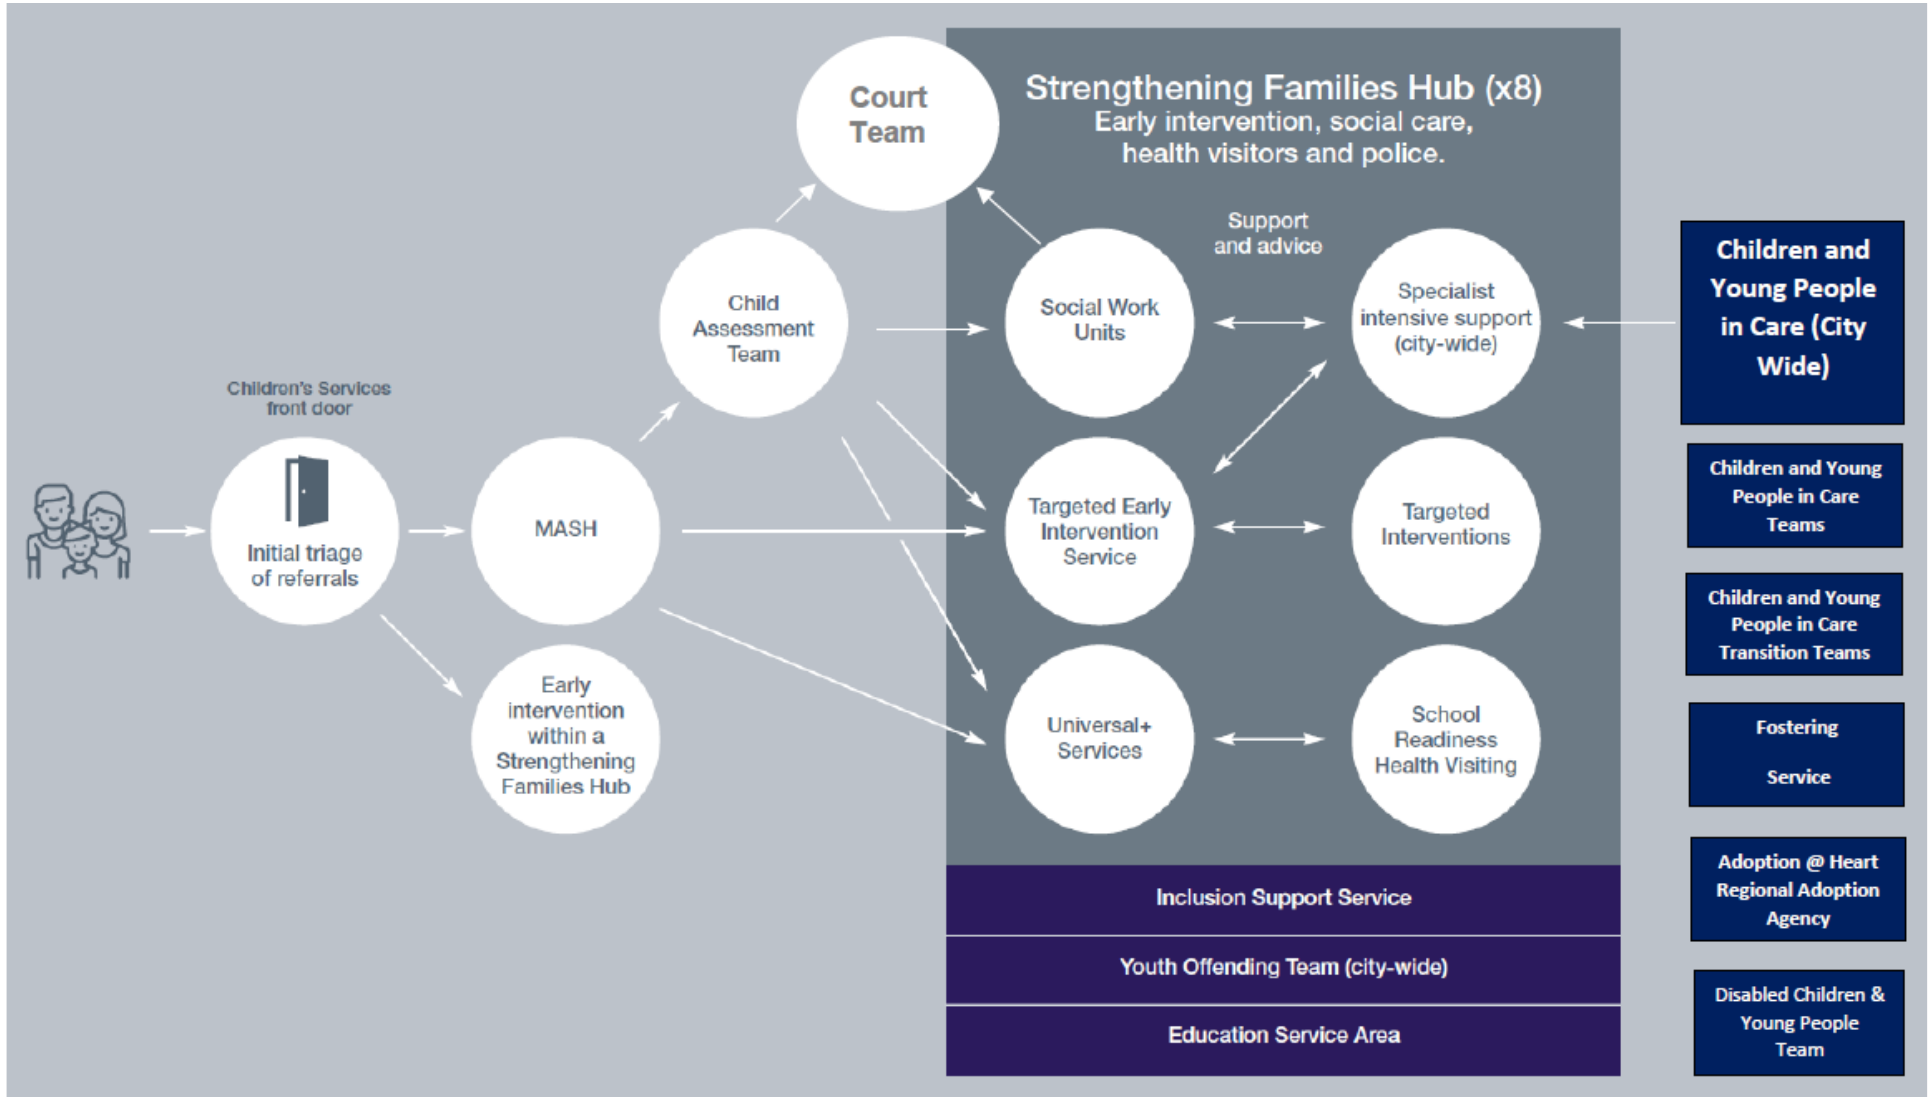 Court
Team
Strengthening Families Hub (x8)
Early intervention, social care,
health visitors and police.
Support
and advice
Children's Services
front door
Initial triage
of referrals
MASH
Early
intervention
within a
Strengthening
Families Hub
Child
Assessment
Team
Social Work
Units
Specialist
intensive support
(city-wide)
Targeted Early
Intervention
Service
Targeted
Interventions
Universal+
Services
School
Readiness
Health Visiting
Inclusion Support Service
Youth Offending Team (city-wide)
Education Service Area
Children and
Young People
in Care (City
Wide)
Children and Young
People in Care
Teams
Children and Young
People in Care
Transition Teams
Fostering
Service
Adoption @ Heart
Regional Adoption
Agency
Disabled Children &
Young People
Team